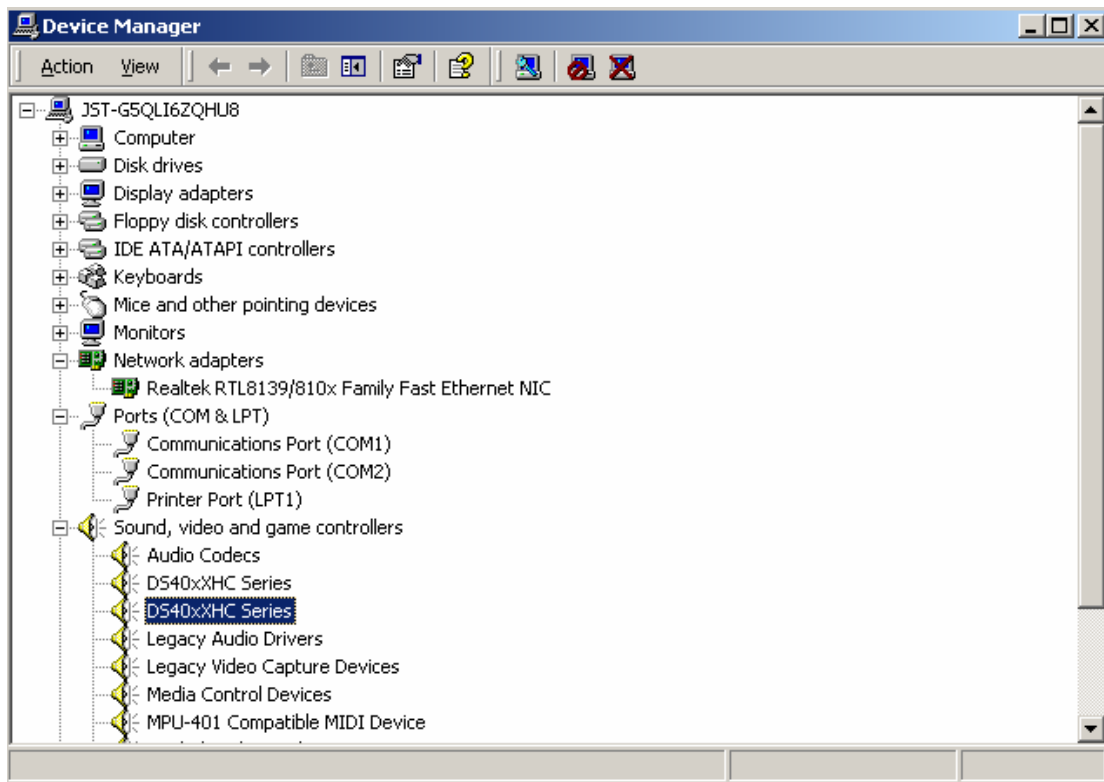 Device Manager
Action View
JST-G5QLI6ZQHU8
Computer
Disk drives
Display adapters
Floppy disk controllers
IDE ATA/ATAPI controllers
Keyboards
Mice and other pointing devices
Monitors
Network adapters
Realtek RTL8139/810x Family Fast Ethernet NIC
Ports (COM & LPT)
Communications Port (COM1)
Communications Port (COM2)
Printer Port (LPT1)
Sound, video and game controllers
Audio Codecs
DS40xXHC Series
DS40xXHC Series
Legacy Audio Drivers
Legacy Video Capture Devices
Media Control Devices
MPU-401 Compatible MIDI Device